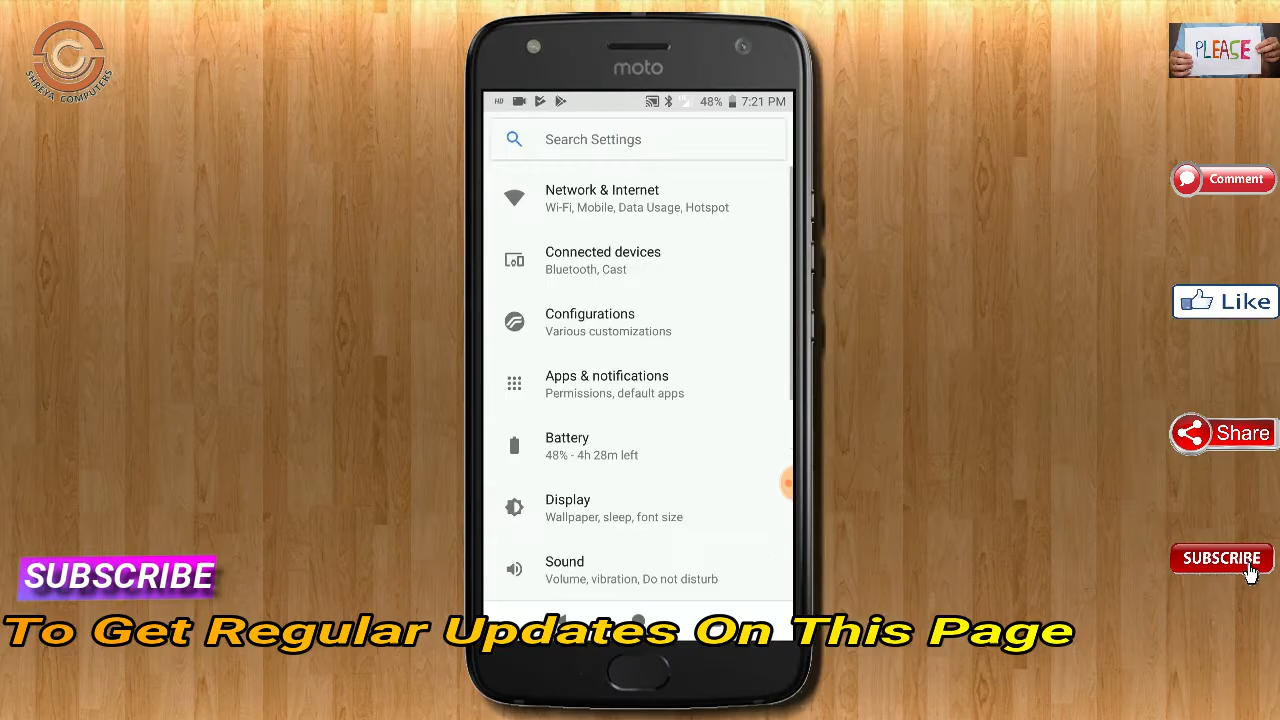 SHREYA COMPUTERS
PLEASE
moto
HD 48% 7:21 PM
Search Settings
Network & Internet
Wi-Fi, Mobile, Data Usage, Hotspot
Connected devices
Bluetooth, Cast
Configurations
Various customizations
Apps & notifications
Permissions, default apps
Battery
48% - 4h 28m left
Display
Wallpaper, sleep, font size
Sound
Volume, vibration, Do not disturb
Comment
Like
Share
SUBSCRIBE
SUBSCRIBE
To Get Regular Updates On This Page